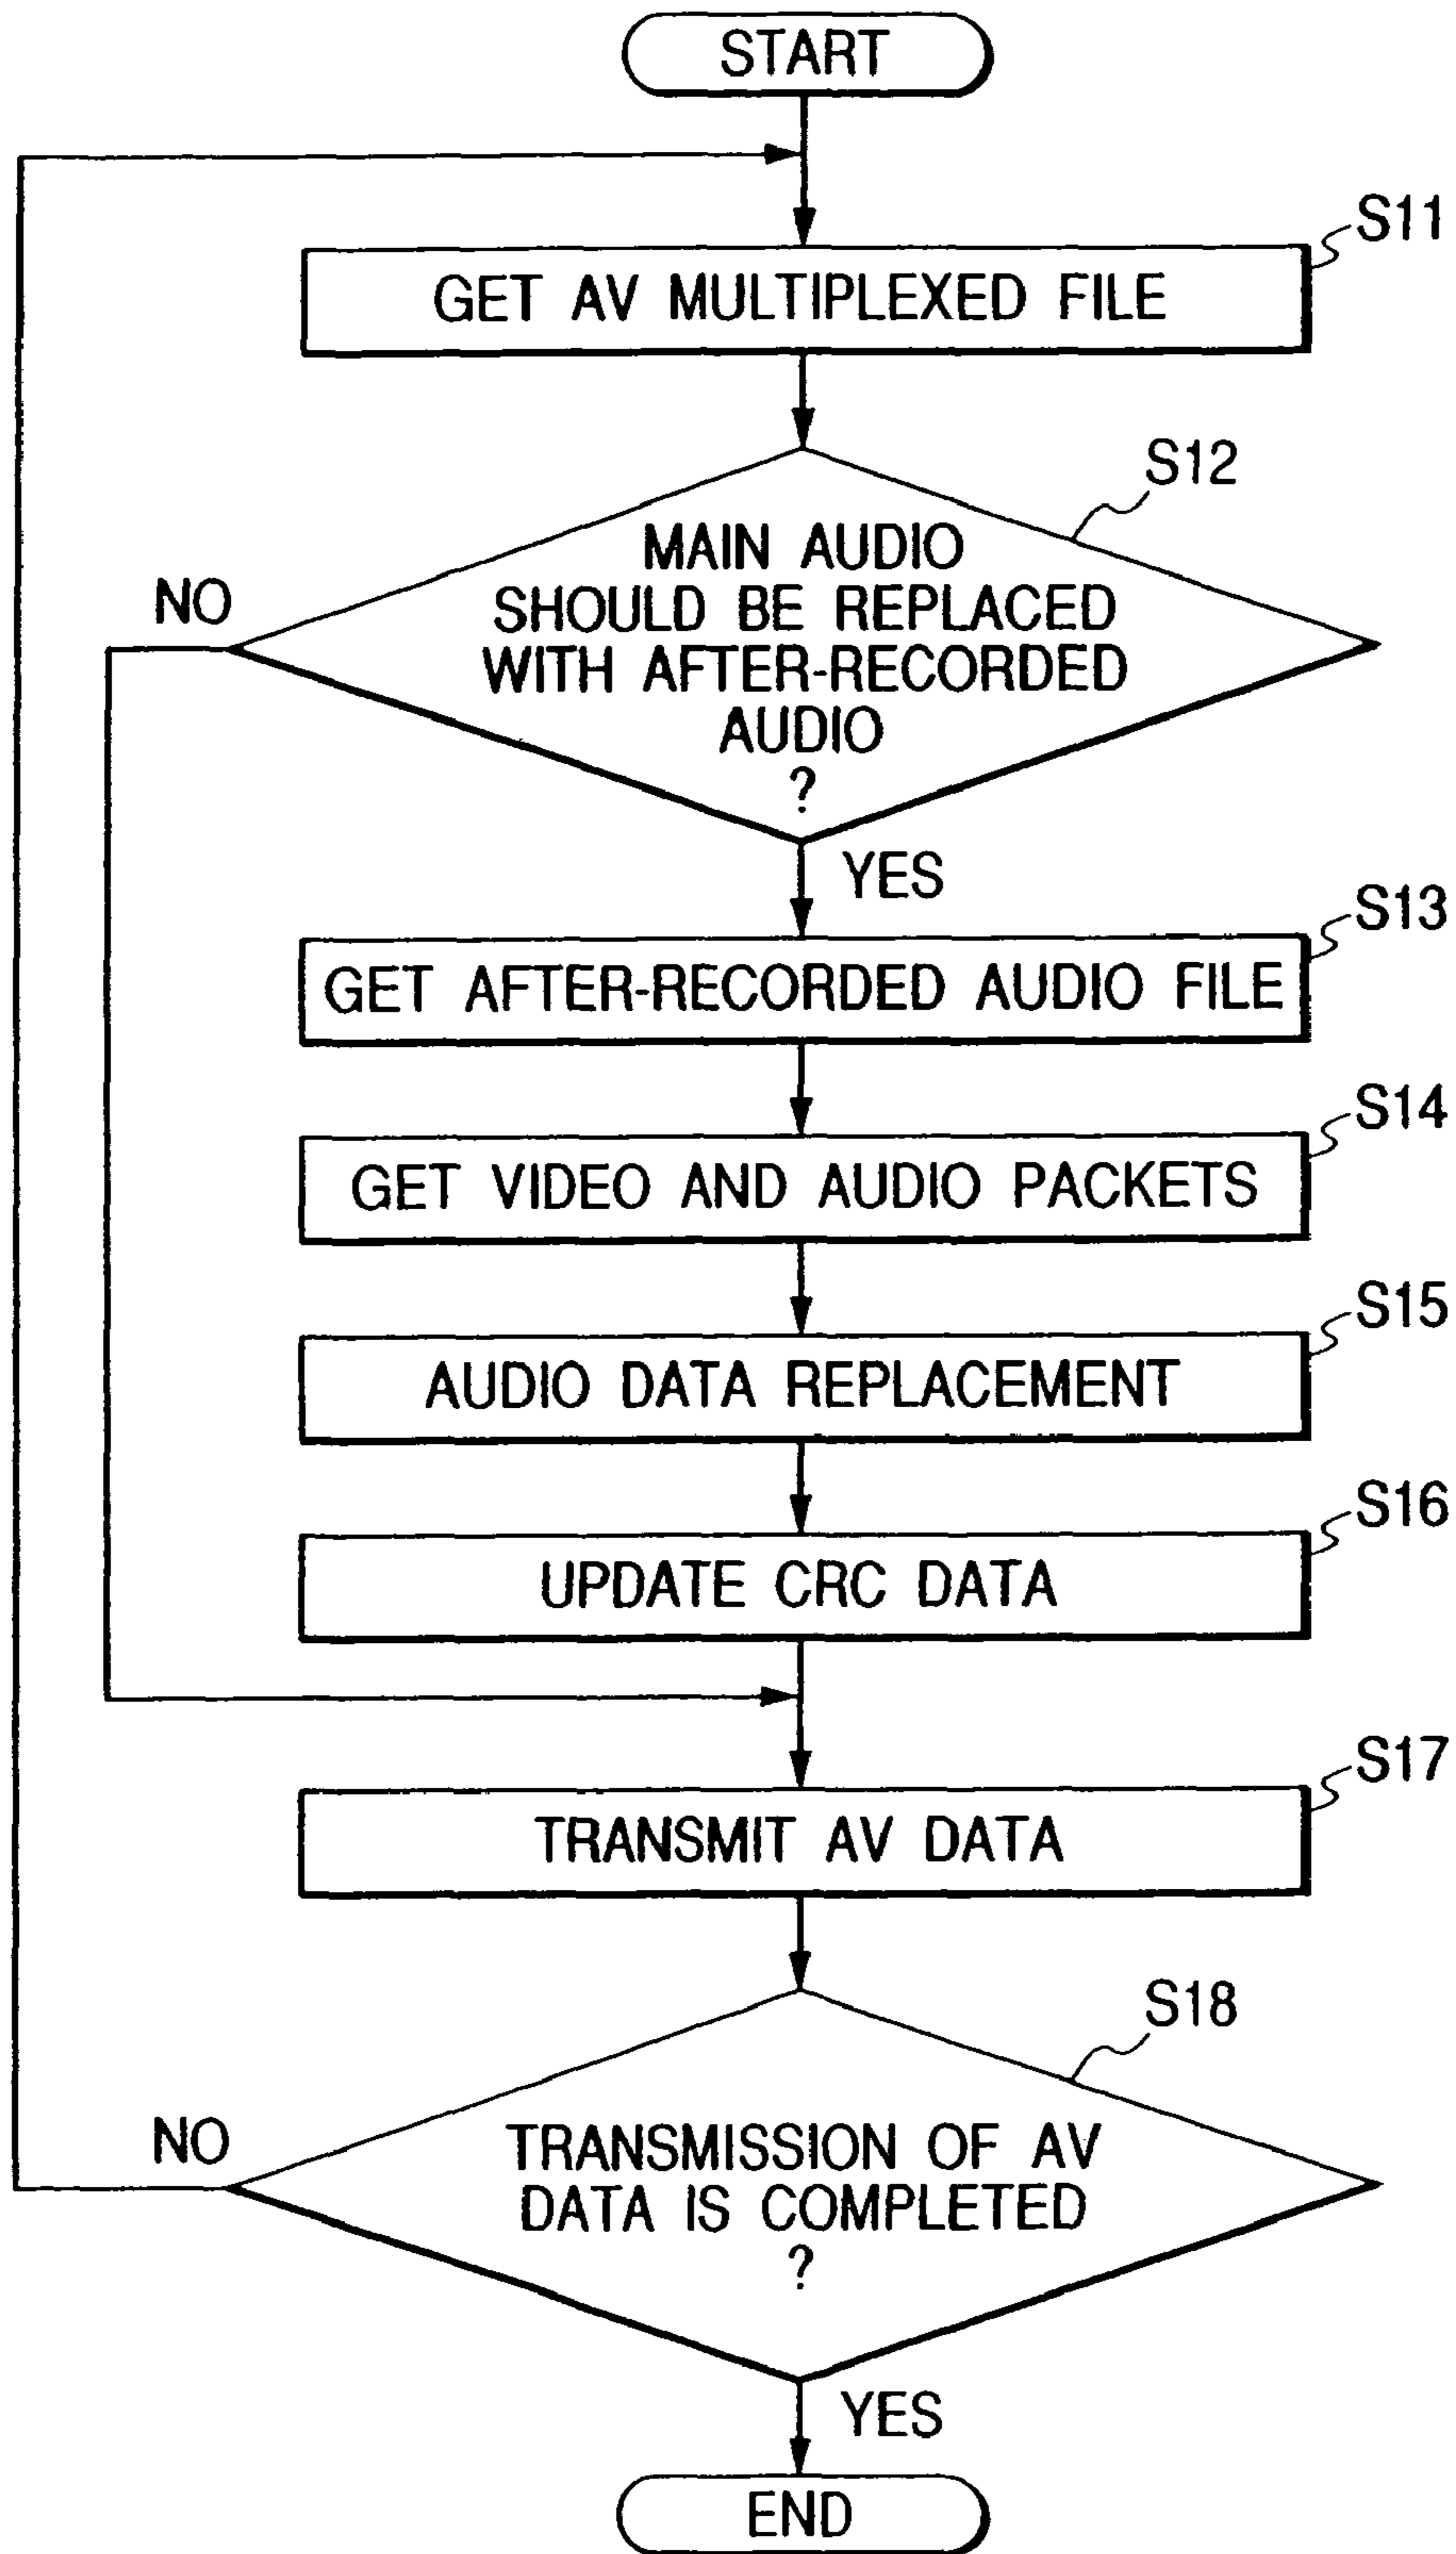 START
S11
GET AV MULTIPLEXED FILE
S12
MAIN AUDIO
SHOULD BE REPLACED
WITH AFTER-RECORDED
AUDIO
?
NO
YES
S13
GET AFTER-RECORDED AUDIO FILE
S14
GET VIDEO AND AUDIO PACKETS
S15
AUDIO DATA REPLACEMENT
S16
UPDATE CRC DATA
S17
TRANSMIT AV DATA
S18
TRANSMISSION OF AV
DATA IS COMPLETED
?
NO
YES
END